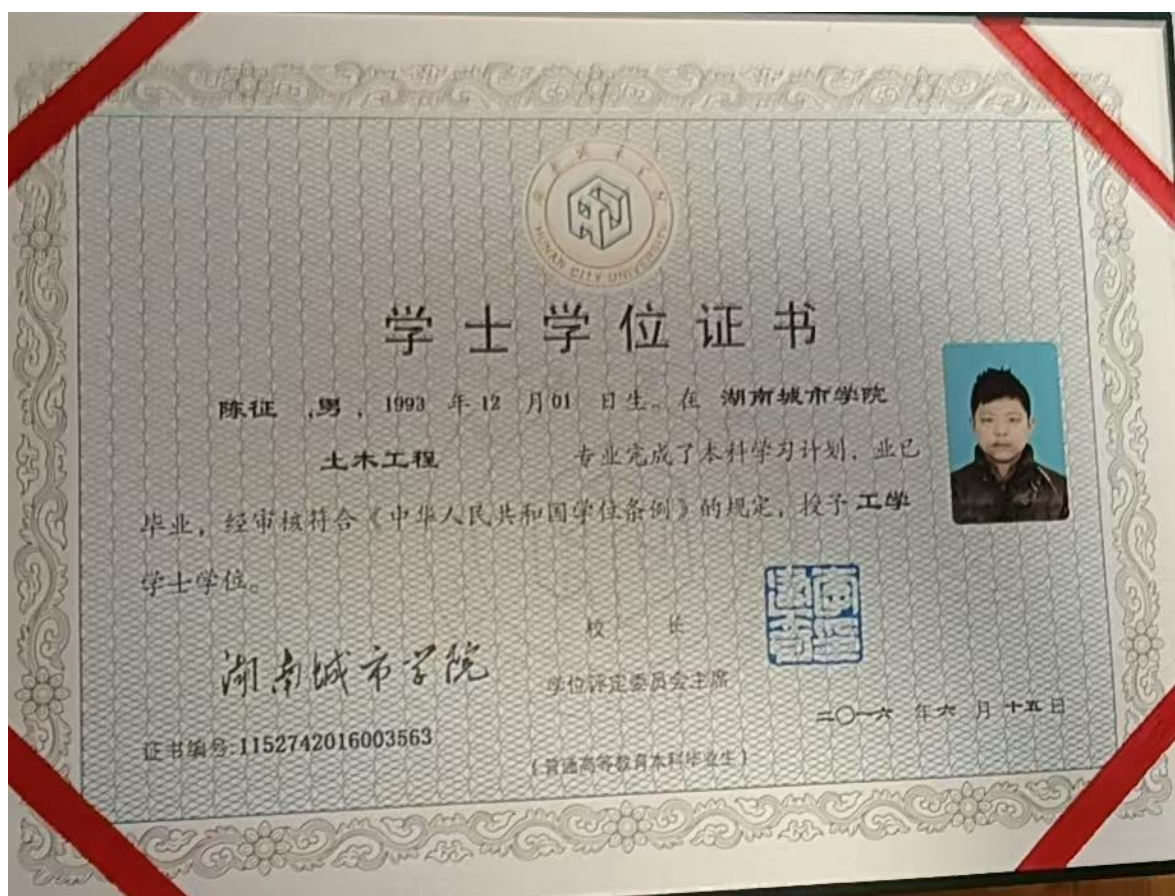 HUNAN CITY UNIVERSITY
学士学位证书
陈征 ,男, 1993 年 12 月 01 日生。在 湖南城市学院
土木工程 专业完成了本科学习计划, 业已
毕业, 经审核符合《中华人民共和国学位条例》的规定, 授予 工学
学士学位。
校 长
湖南城市学院
学位评定委员会主席
二〇一六 年 六 月 十五 日
证书编号:1152742016003563
(普通高等教育本科毕业生)